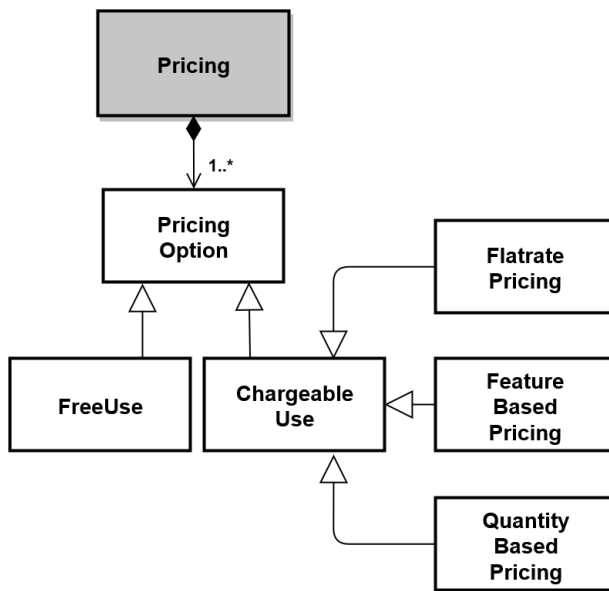 Pricing
1..*
Pricing
Option
Flatrate
Pricing
FreeUse
Chargeable
Use
Feature
Based
Pricing
Quantity
Based
Pricing